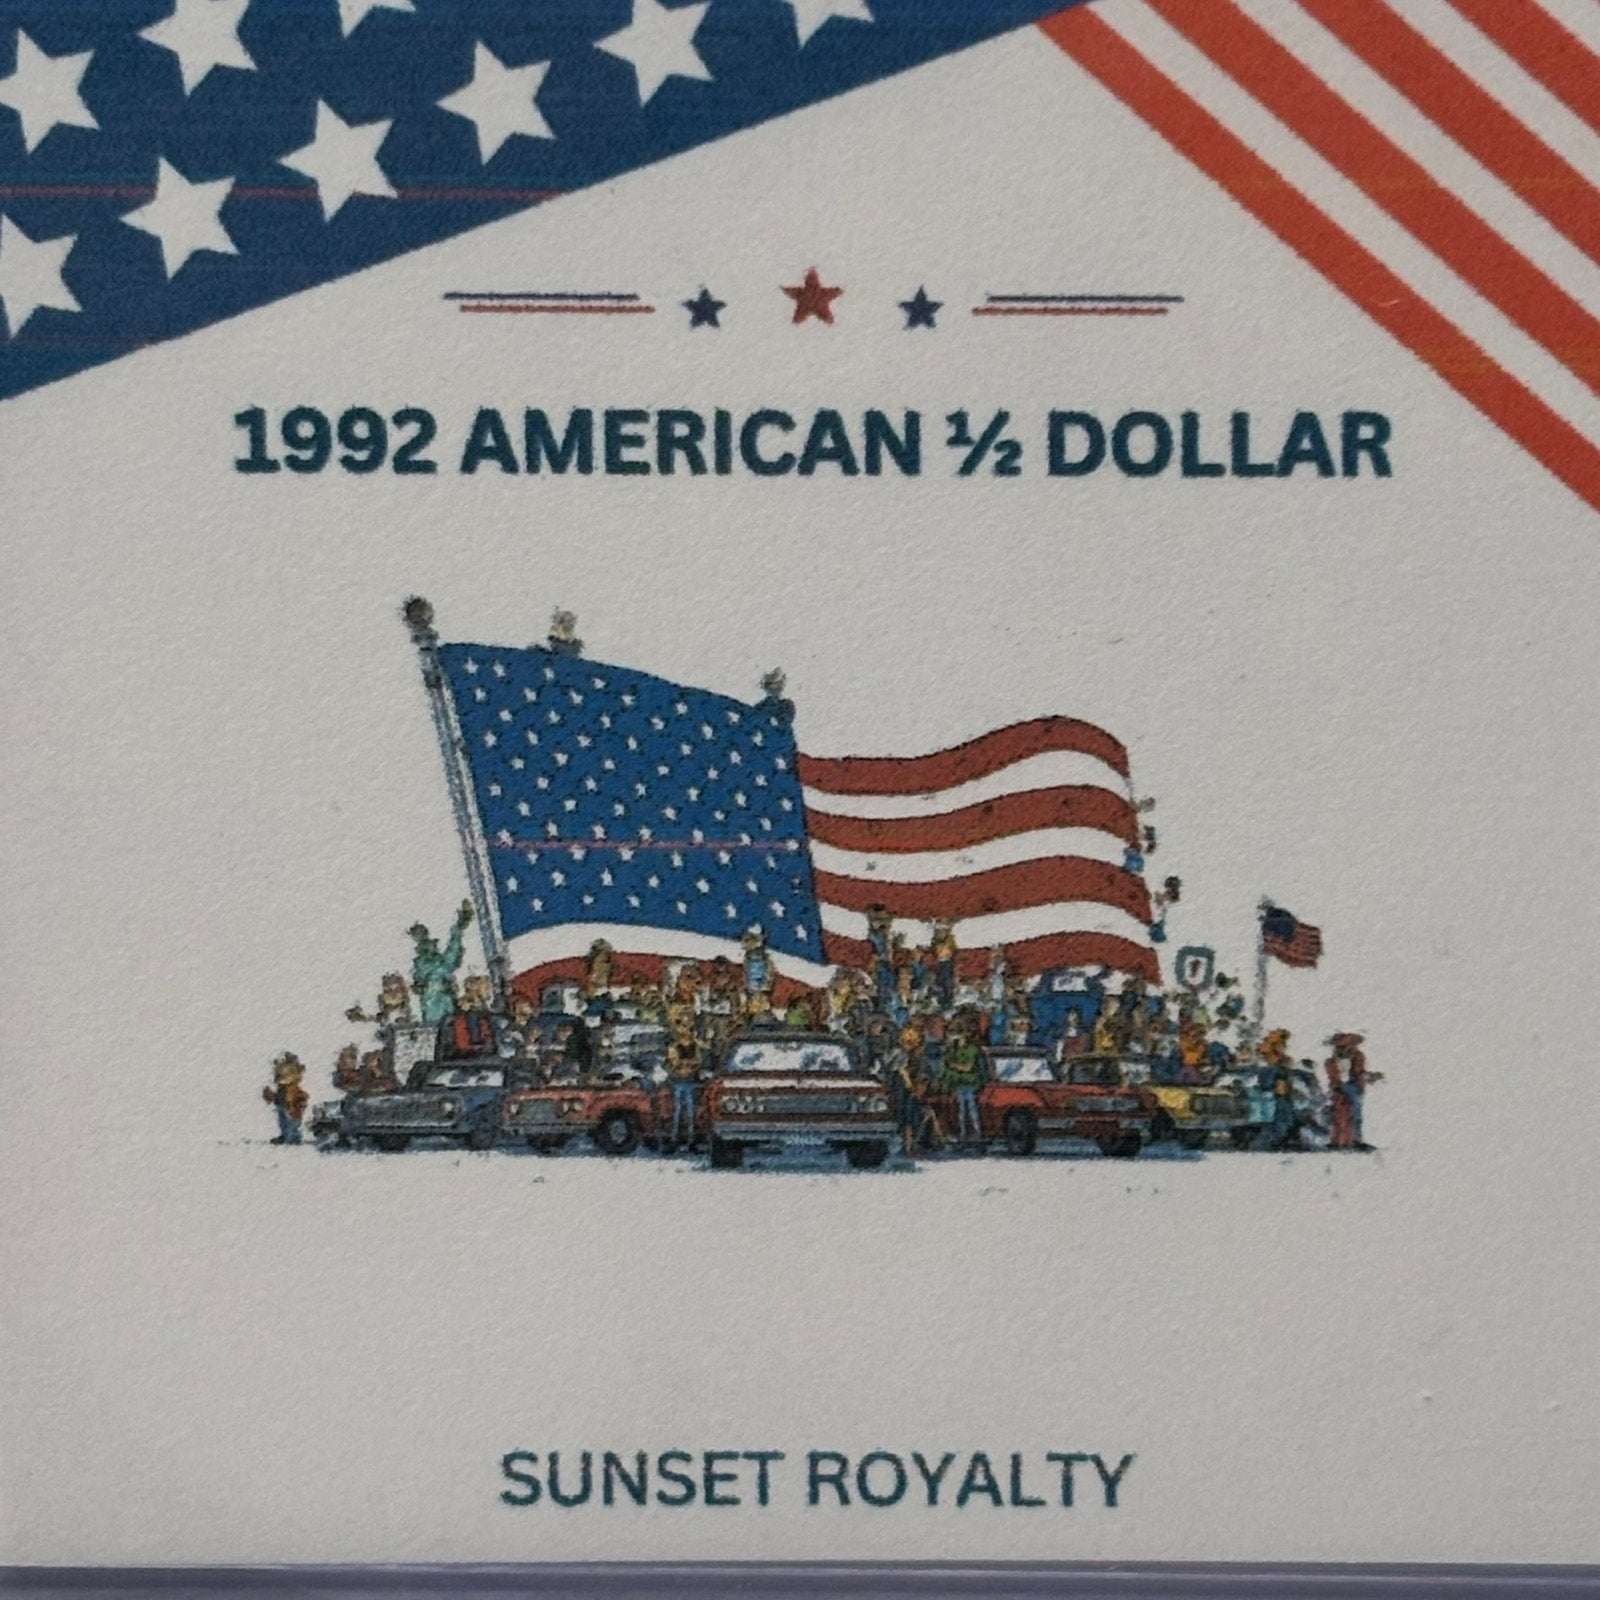 1992 AMERICAN ½ DOLLAR
SUNSET ROYALTY